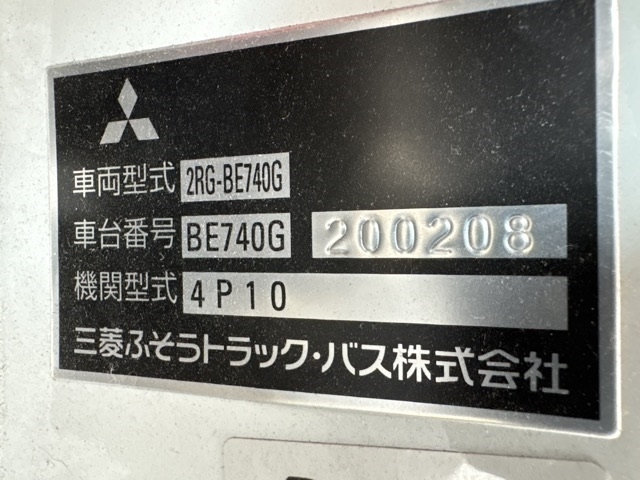 車両型式 2RG-BE740G
車台番号 BE740G 200208
機関型式 4P10
三菱ふそうトラック・バス株式会社